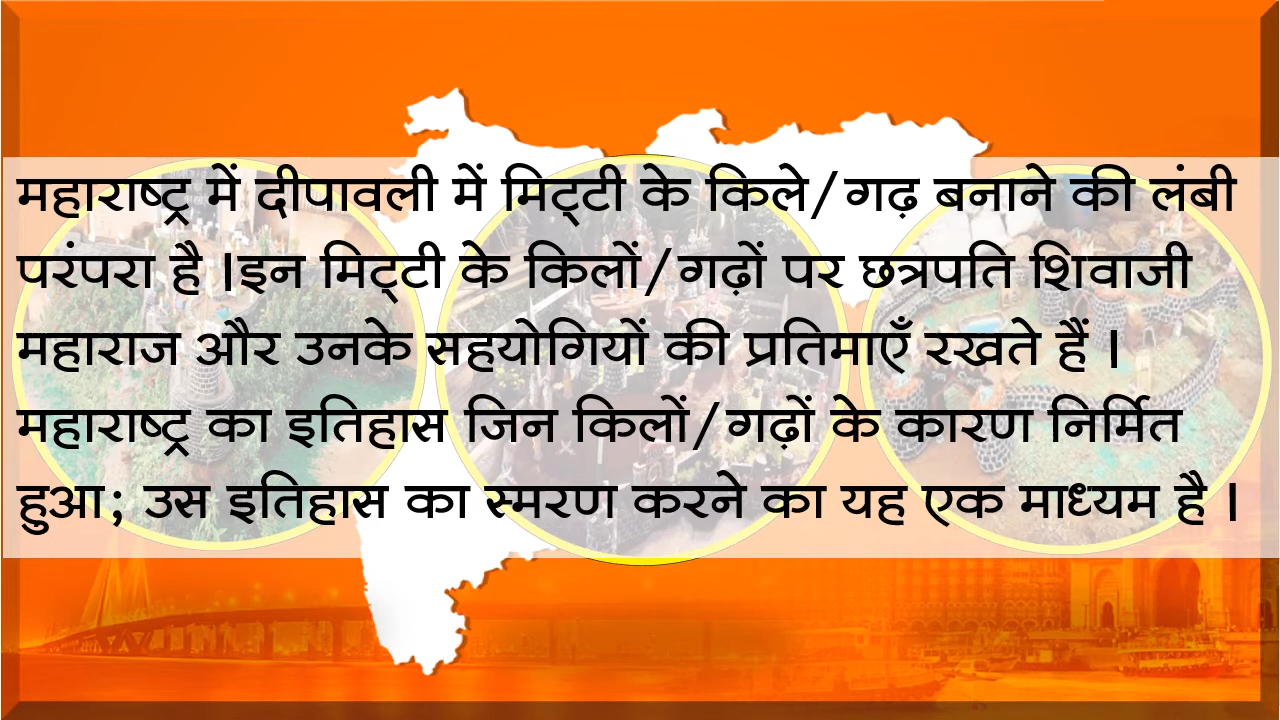 महाराष्ट्र में दीपावली में मिट्टी के किले/गढ़ बनाने की लंबी
परंपरा है ।इन मिट्टी के किलों/गढ़ों पर छत्रपति शिवाजी
महाराज और उनके सहयोगियों की प्रतिमाएँ रखते हैं ।
महाराष्ट्र का इतिहास जिन किलों/गढ़ों के कारण निर्मित
हुआ; उस इतिहास का स्मरण करने का यह एक माध्यम है ।